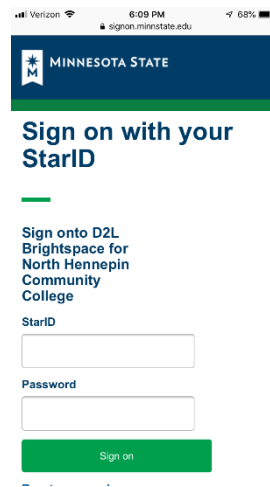 Verizon 6:09 PM 68%
signon.minnstate.edu
M MINNESOTA STATE
Sign on with your
StarID
Sign onto D2L
Brightspace for
North Hennepin
Community
College
StarID
Password
Sign on